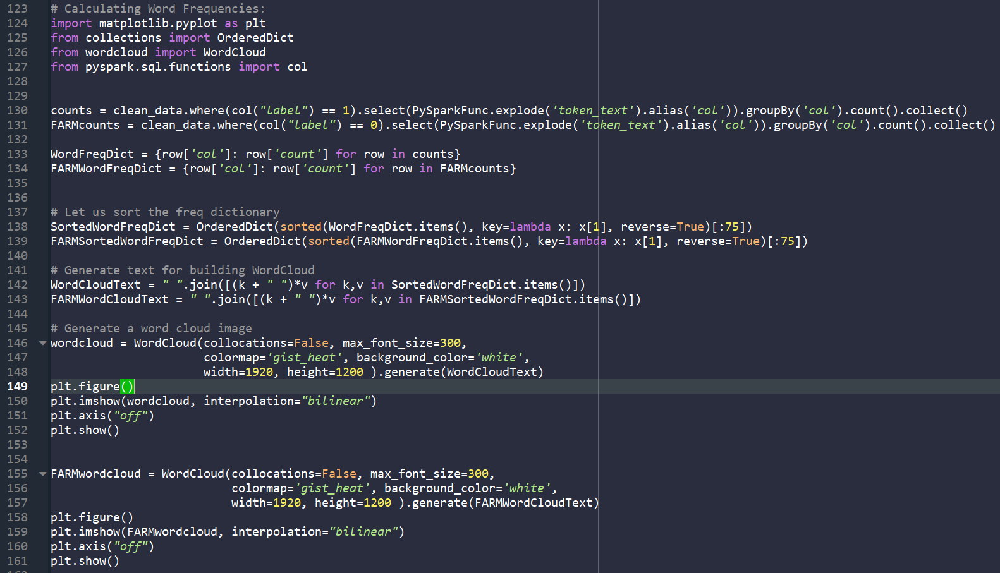 123 # Calculating Word Frequencies:
124 import matplotlib.pyplot as plt
125 from collections import OrderedDict
126 from wordcloud import WordCloud
127 from pyspark.sql.functions import col
128
129
130 counts = clean_data.where(col("label") == 1).select(PySparkFunc.explode('token_text').alias('col')).groupBy('col').count().collect()
131 FARMcounts = clean_data.where(col("label") == 0).select(PySparkFunc.explode('token_text').alias('col')).groupBy('col').count().collect()
132
133 WordFreqDict = {row['col']: row['count'] for row in counts}
134 FARMWordFreqDict = {row['col']: row['count'] for row in FARMcounts}
135
136
137 # Let us sort the freq dictionary
138 SortedWordFreqDict = OrderedDict(sorted(WordFreqDict.items(), key=lambda x: x[1], reverse=True)[:75])
139 FARMSortedWordFreqDict = OrderedDict(sorted(FARMWordFreqDict.items(), key=lambda x: x[1], reverse=True)[:75])
140
141 # Generate text for building WordCloud
142 WordCloudText = " ".join([(k + " ")*v for k,v in SortedWordFreqDict.items()])
143 FARMWordCloudText = " ".join([(k + " ")*v for k,v in FARMSortedWordFreqDict.items()])
144
145 # Generate a word cloud image
146 wordcloud = WordCloud(collocations=False, max_font_size=300,
147                       colormap='gist_heat', background_color='white',
148                       width=1920, height=1200 ).generate(WordCloudText)
149 plt.figure()
150 plt.imshow(wordcloud, interpolation="bilinear")
151 plt.axis("off")
152 plt.show()
153
154
155 FARMwordcloud = WordCloud(collocations=False, max_font_size=300,
156                           colormap='gist_heat', background_color='white',
157                           width=1920, height=1200 ).generate(FARMWordCloudText)
158 plt.figure()
159 plt.imshow(FARMwordcloud, interpolation="bilinear")
160 plt.axis("off")
161 plt.show()